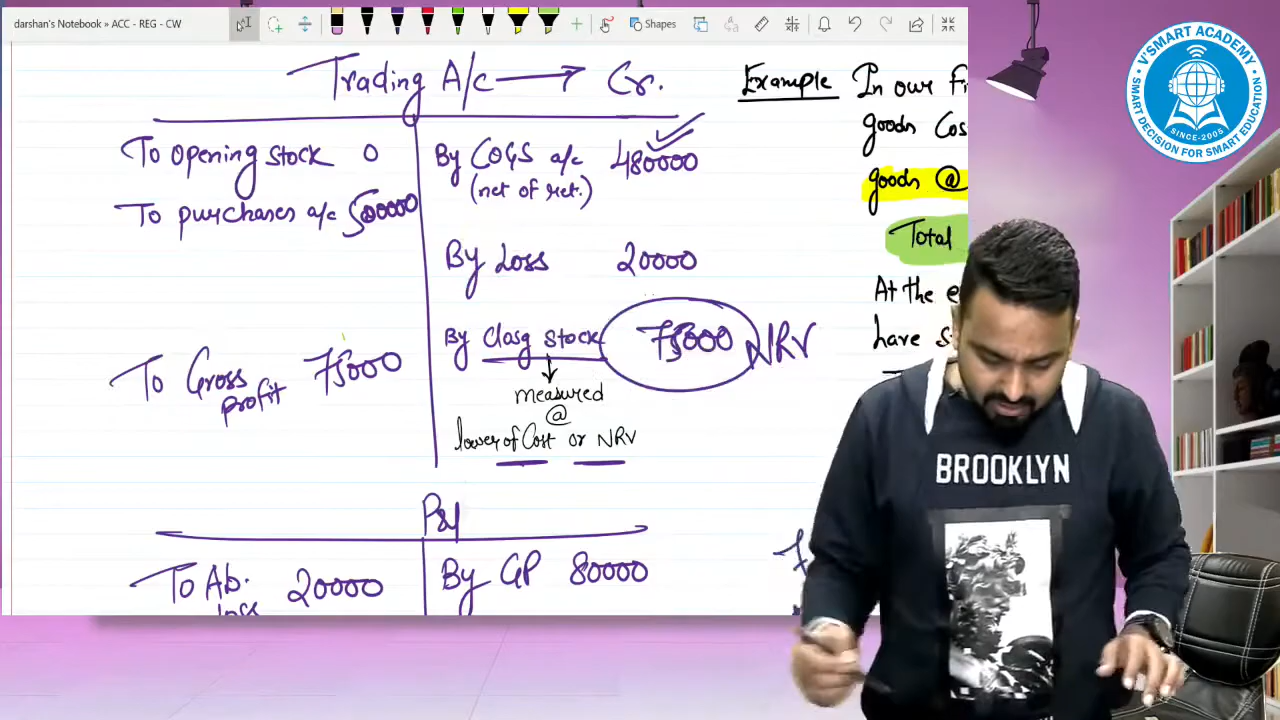 darshan's Notebook » ACC - REG - CW
Shapes
Trading A/c → Cr.
To opening stock 0
To purchases a/c 500000
To Gross profit 75000
By COGS a/c 480000
(net of ret.)
By Loss 20000
By Closg stock 75000 NRV
measured
@
lower of Cost or NRV
P&L
To Ab. 20000
loss
By GP 80000
Example In our
goods Cos
goods @
Total
At the e
have s
V'SMART ACADEMY
SINCE-2005
SMART DECISION FOR SMART EDUCATION
BROOKLYN